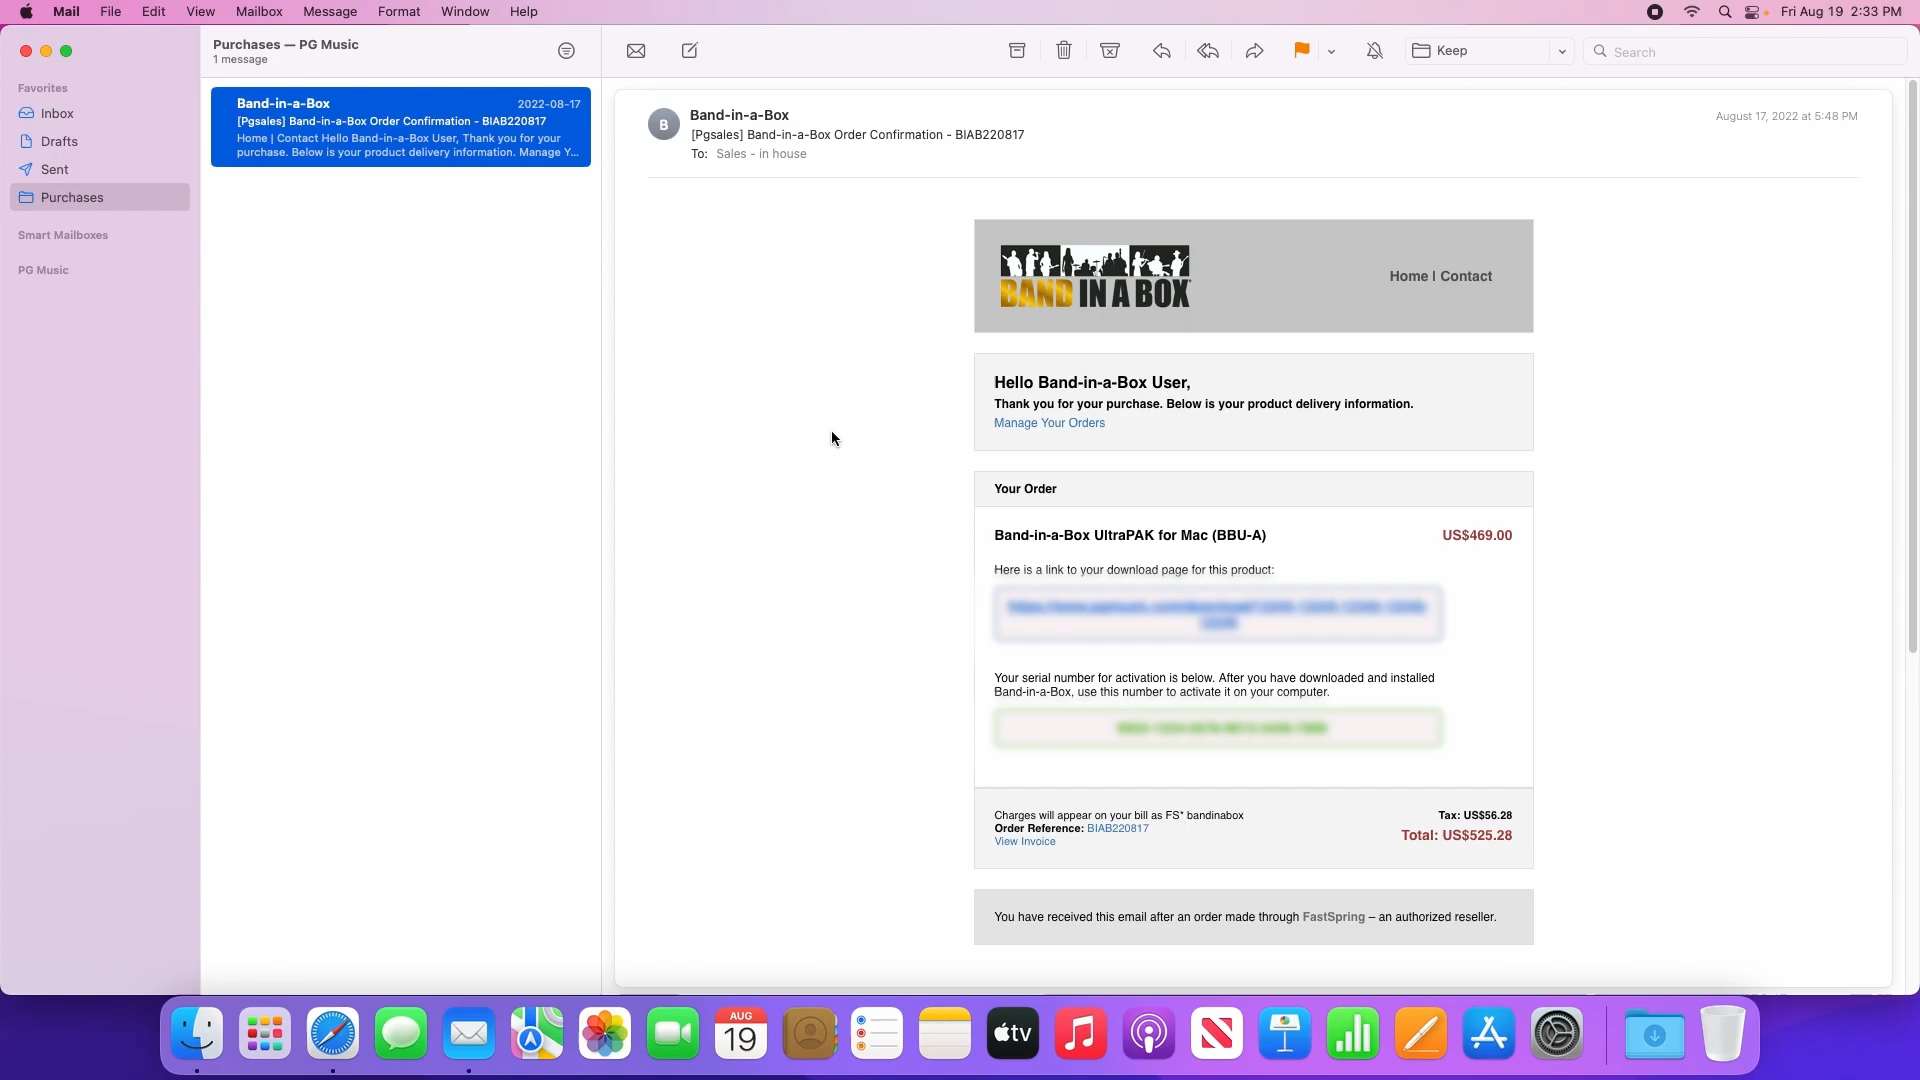 Mail File Edit View Mailbox Message Format Window Help
Fri Aug 19 2:33 PM
Favorites
Inbox
Drafts
Sent
Purchases
Smart Mailboxes
PG Music
Purchases — PG Music
1 message
Band-in-a-Box 2022-08-17
[Pgsales] Band-in-a-Box Order Confirmation - BIAB220817
Home | Contact Hello Band-in-a-Box User, Thank you for your
purchase. Below is your product delivery information. Manage Y...
Keep
Search
B
Band-in-a-Box
August 17, 2022 at 5:48 PM
[Pgsales] Band-in-a-Box Order Confirmation - BIAB220817
To: Sales - in house
BAND IN A BOX
Home | Contact
Hello Band-in-a-Box User,
Thank you for your purchase. Below is your product delivery information.
Manage Your Orders
Your Order
Band-in-a-Box UltraPAK for Mac (BBU-A) US$469.00
Here is a link to your download page for this product:
Your serial number for activation is below. After you have downloaded and installed
Band-in-a-Box, use this number to activate it on your computer.
Charges will appear on your bill as FS* bandinabox
Tax: US$56.28
Order Reference: BIAB220817
Total: US$525.28
View Invoice
You have received this email after an order made through FastSpring – an authorized reseller.
AUG
19
tv